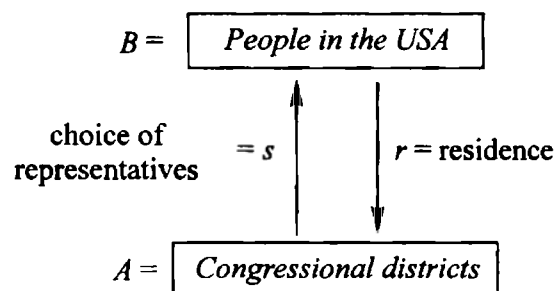 B = People in the USA
choice of
representatives
= s
r = residence
A = Congressional districts